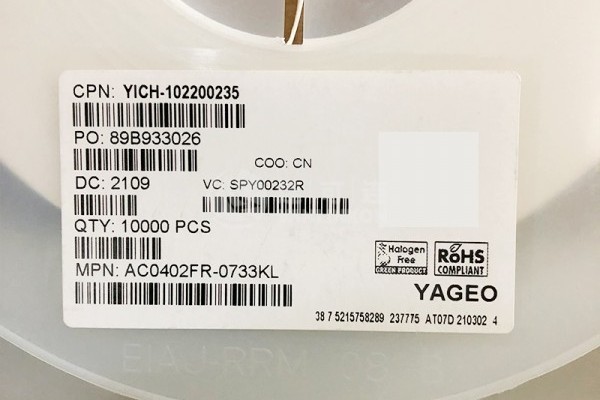 CPN: YICH-102200235
PO: 89B933026
COO: CN
DC: 2109
VC: SPY00232R
QTY: 10000 PCS
MPN: AC0402FR-0733KL
Halogen
Free
GREEN PRODUCT
RoHS
COMPLIANT
YAGEO
38 7 5215758289 237775 AT07D 210302 4